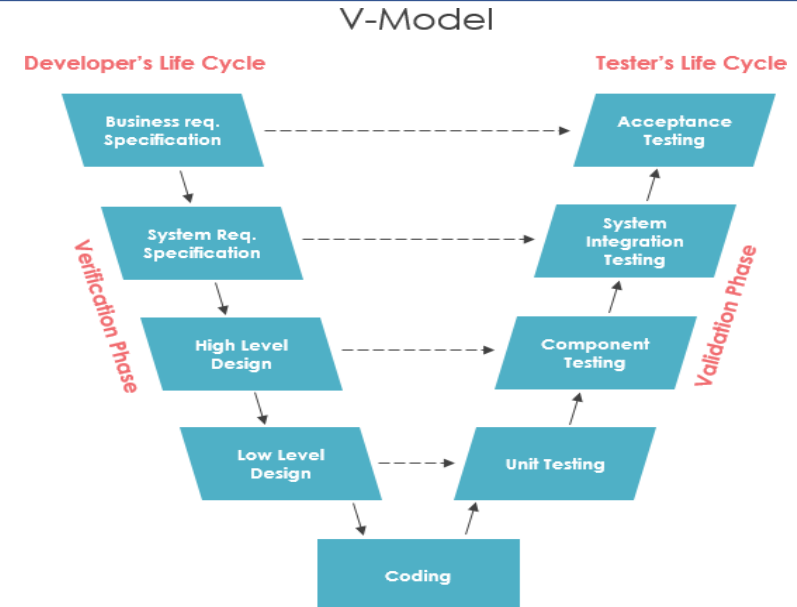 V-Model
Developer's Life Cycle
Tester's Life Cycle
Business req.
Specification
Acceptance
Testing
System Req.
Specification
System
Integration
Testing
Verification Phase
Validation Phase
High Level
Design
Component
Testing
Low Level
Design
Unit Testing
Coding